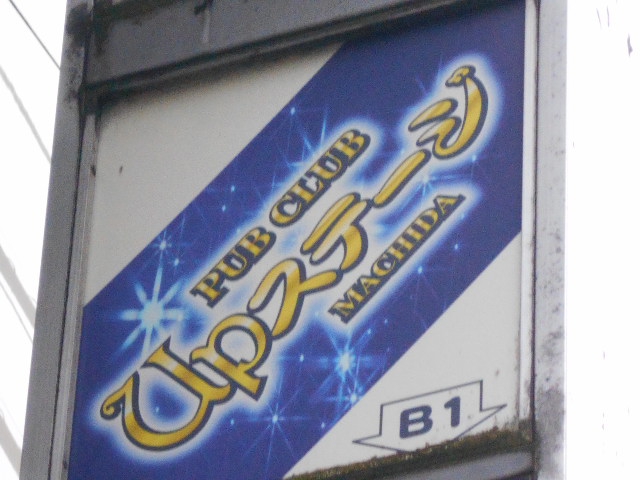 PUB CLUB
Upステージ
MACHIDA
B1